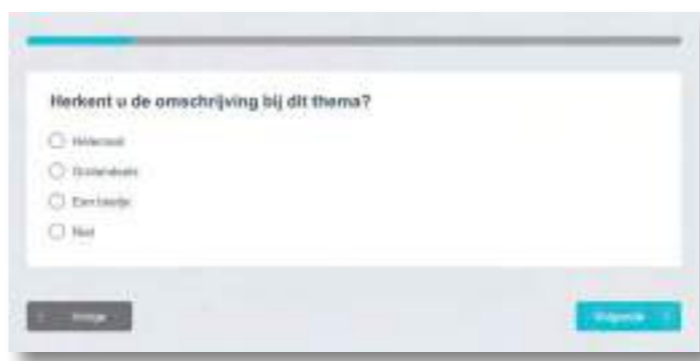 Herkent u de omschrijving bij dit thema?
Helemaal
Grotendeels
Een beetje
Niet
Vorige
Volgende